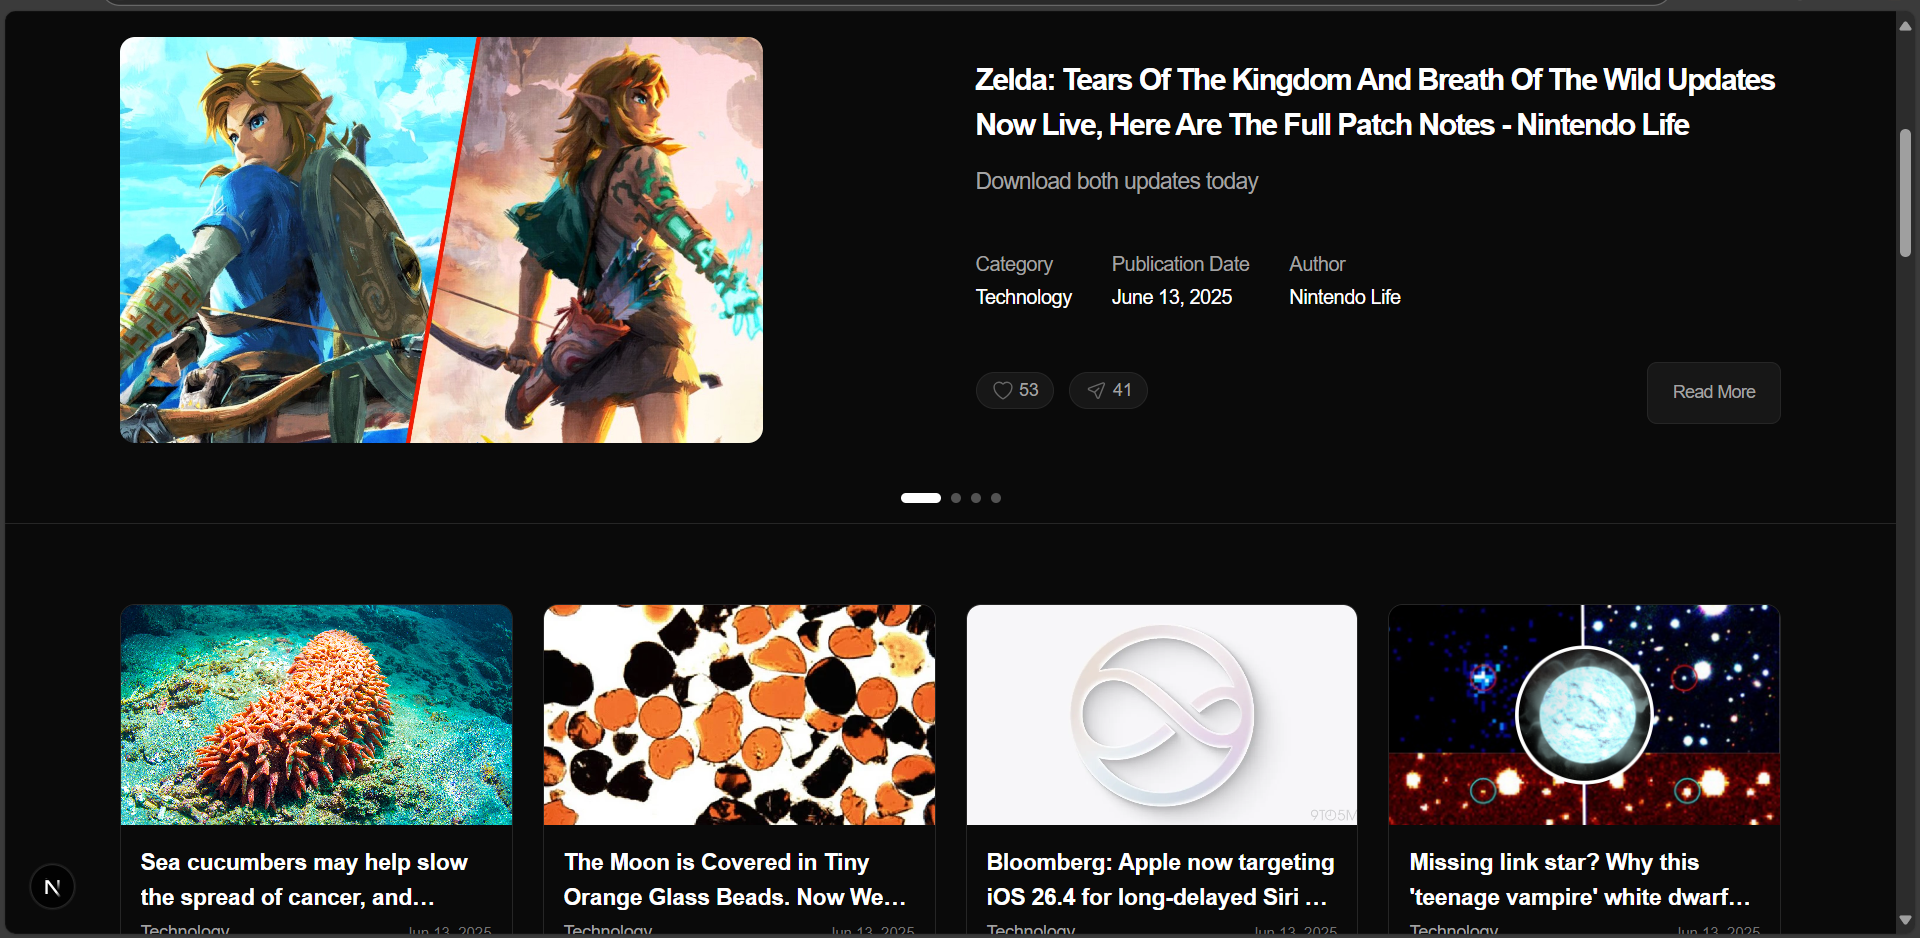 Zelda: Tears Of The Kingdom And Breath Of The Wild Updates
Now Live, Here Are The Full Patch Notes - Nintendo Life
Download both updates today
Category
Publication Date
Author
Technology
June 13, 2025
Nintendo Life
53
41
Read More
9TO5M
Sea cucumbers may help slow
the spread of cancer, and...
Technology
Jun 13, 2025
The Moon is Covered in Tiny
Orange Glass Beads. Now We...
Technology
Jun 13, 2025
Bloomberg: Apple now targeting
iOS 26.4 for long-delayed Siri ...
Technology
Jun 13, 2025
Missing link star? Why this
'teenage vampire' white dwarf...
Technology
Jun 13, 2025
N